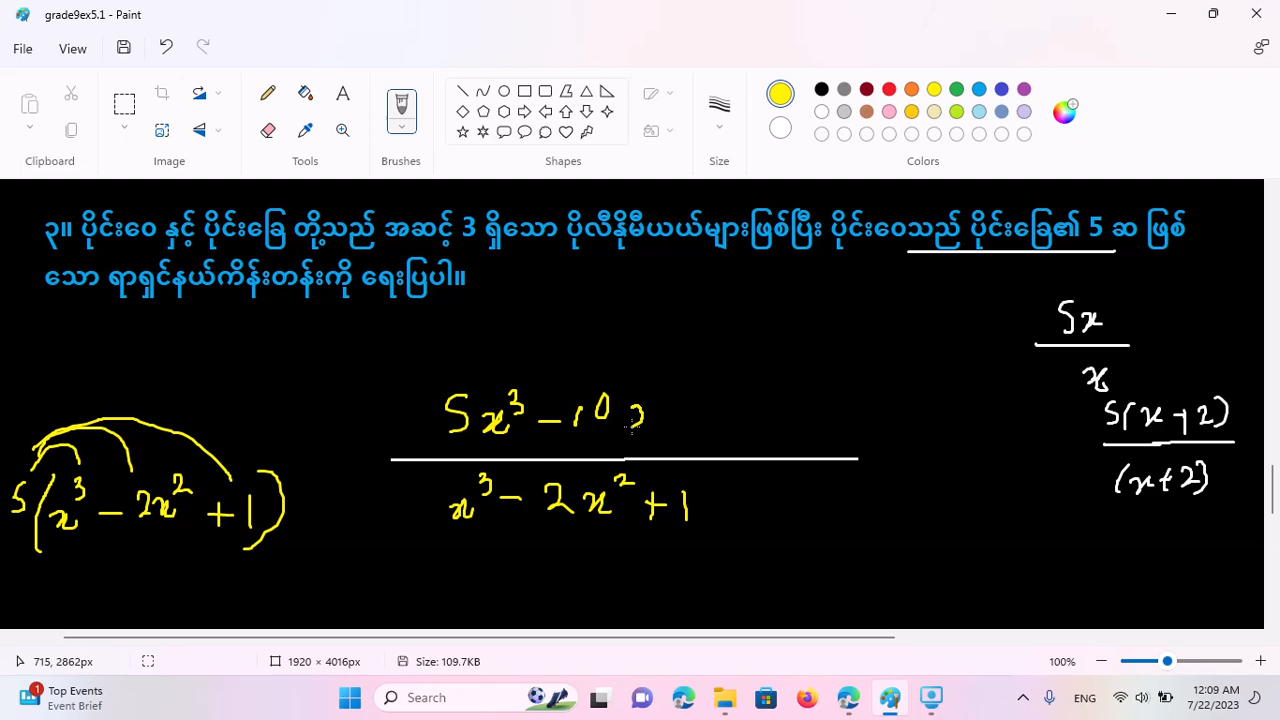 grade9ex5.1 - Paint
File View
Clipboard Image Tools Brushes Shapes Size Colors
၃။ ပိုင်းဝေ နှင့် ပိုင်းခြေ တို့သည် အဆင့် 3 ရှိသော ပိုလီနိုမီယယ်များဖြစ်ပြီး ပိုင်းဝေသည် ပိုင်းခြေ၏ 5 ဆ ဖြစ်
သော ရာရှင်နယ်ကိန်းတန်းကို ရေးပြပါ။
5x
x
5(x+2)
(x+2)
5x³ - 10
x³ - 2x² + 1
5(x³ - 2x² + 1)
715, 2862px 1920 × 4016px Size: 109.7KB 100%
1 Top Events Search ENG 12:09 AM
Event Brief 7/22/2023